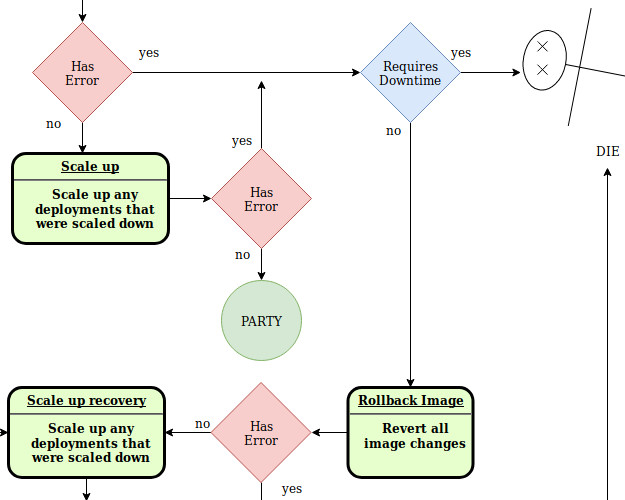 yes
yes
Has
Error
Requires
Downtime
no
no
yes
DIE
Scale up
Scale up any
deployments that
were scaled down
Has
Error
no
PARTY
Scale up recovery
Scale up any
deployments that
were scaled down
no
Has
Error
Rollback Image
Revert all
image changes
yes